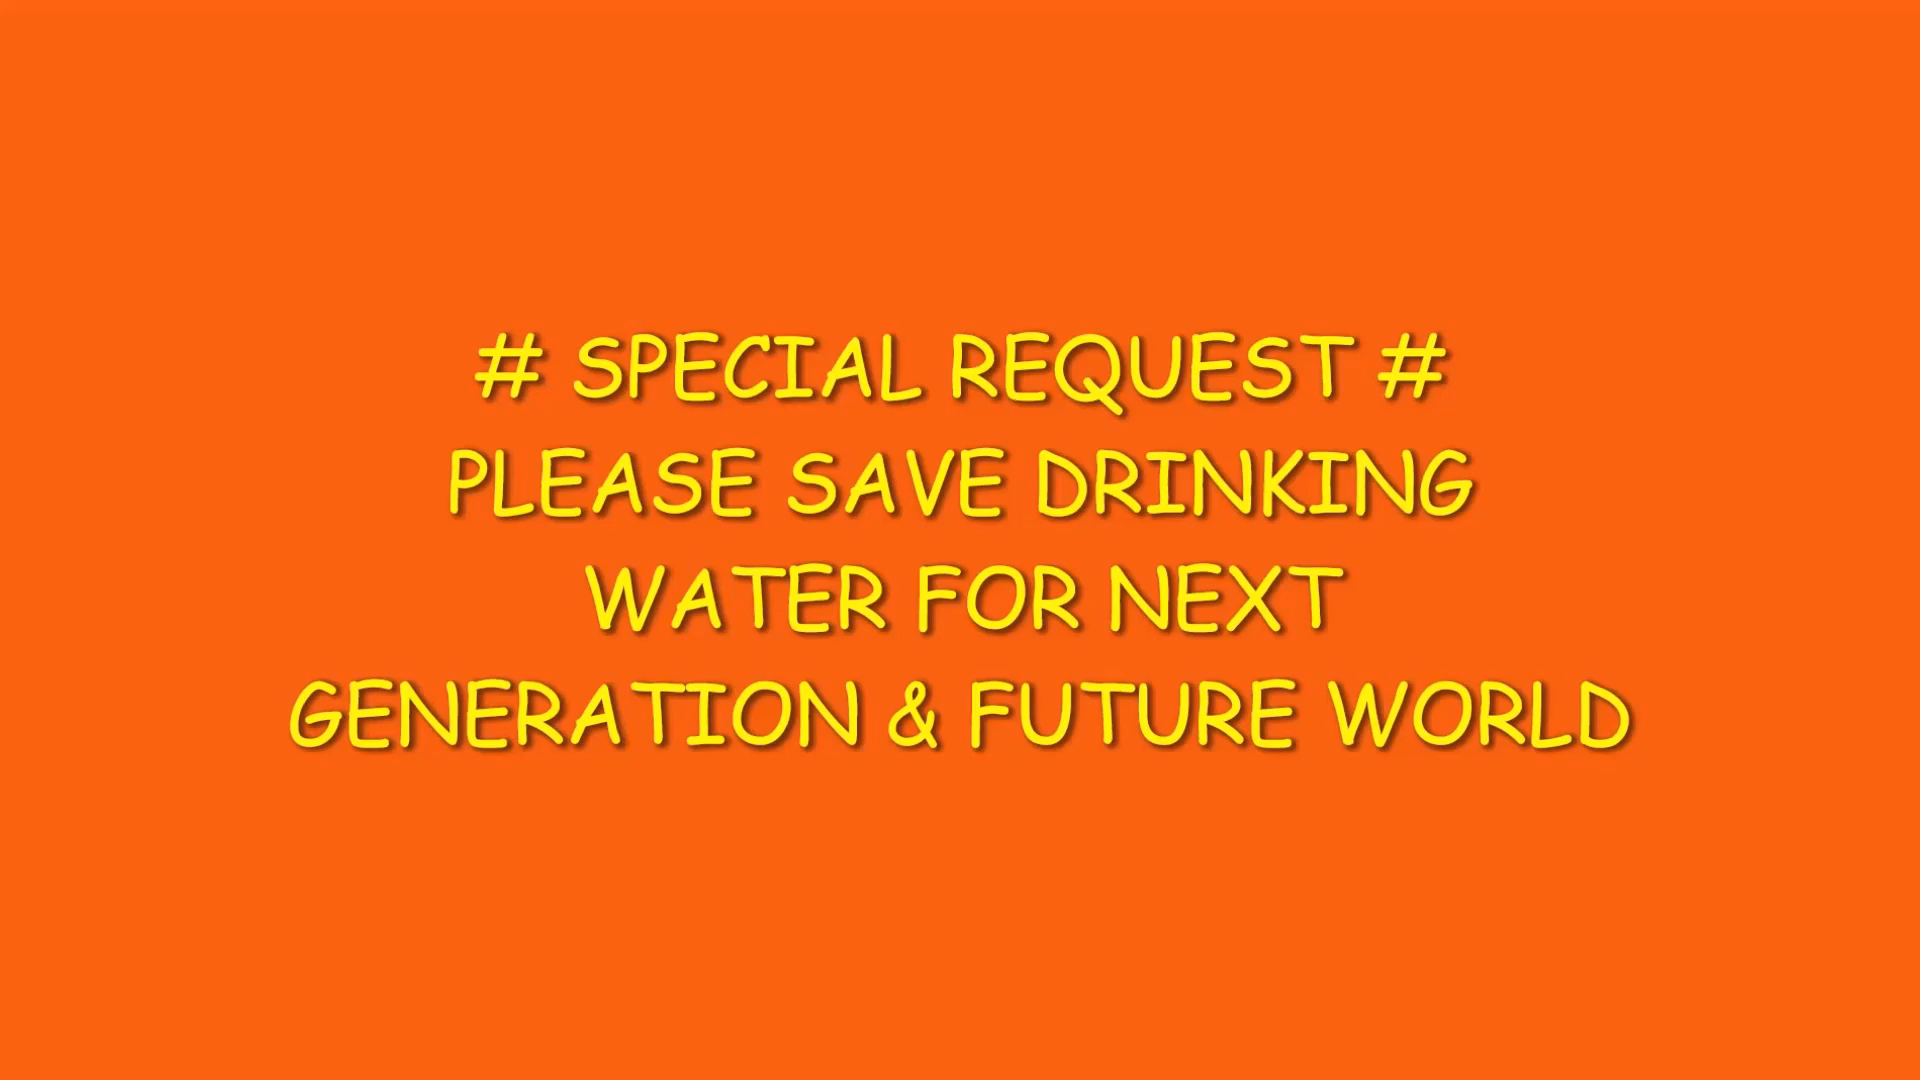 # SPECIAL REQUEST #
PLEASE SAVE DRINKING
WATER FOR NEXT
GENERATION & FUTURE WORLD